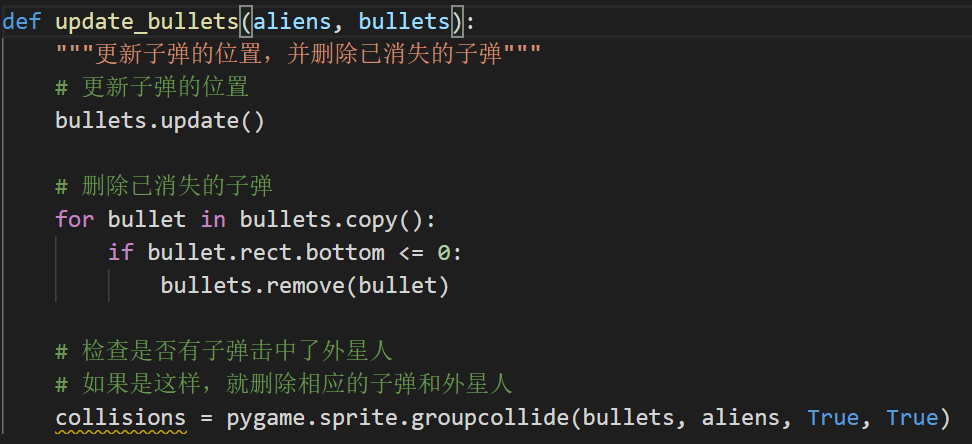 def update_bullets(aliens, bullets):
"""更新子弹的位置，并删除已消失的子弹"""
# 更新子弹的位置
bullets.update()
# 删除已消失的子弹
for bullet in bullets.copy():
if bullet.rect.bottom <= 0:
bullets.remove(bullet)
# 检查是否有子弹击中了外星人
# 如果是这样，就删除相应的子弹和外星人
collisions = pygame.sprite.groupcollide(bullets, aliens, True, True)